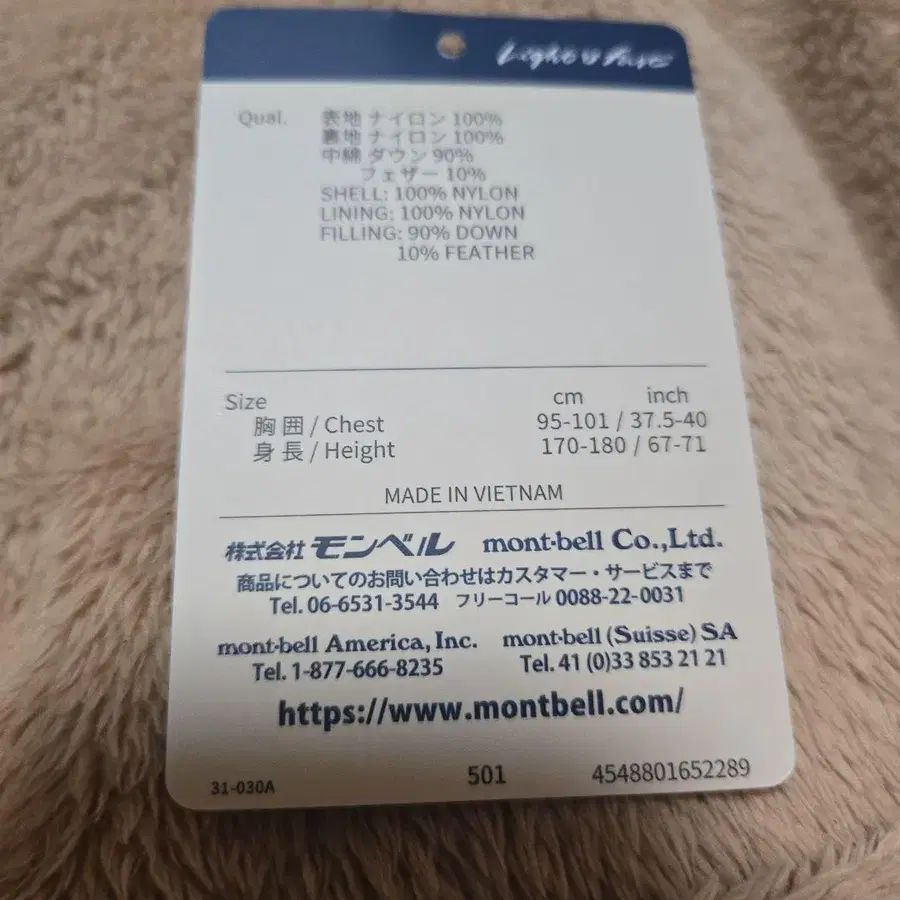 Light & Fast
Qual. 表地 ナイロン 100%
裏地 ナイロン 100%
中綿 ダウン 90%
フェザー 10%
SHELL: 100% NYLON
LINING: 100% NYLON
FILLING: 90% DOWN
10% FEATHER
Size cm inch
胸囲 / Chest 95-101 / 37.5-40
身長 / Height 170-180 / 67-71
MADE IN VIETNAM
株式会社 モンベル mont-bell Co.,Ltd.
商品についてのお問い合わせはカスタマー・サービスまで
Tel. 06-6531-3544 フリーコール 0088-22-0031
mont-bell America, Inc. mont-bell (Suisse) SA
Tel. 1-877-666-8235 Tel. 41 (0)33 853 21 21
https://www.montbell.com/
31-030A 501 4548801652289